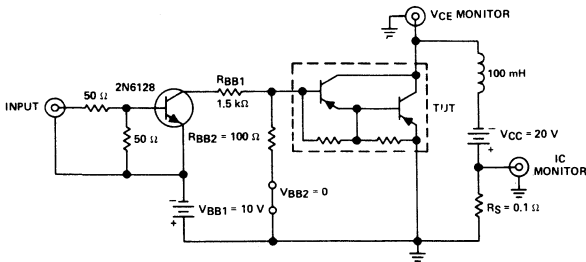 VCE MONITOR
RBB1
1.5 kΩ
2N6128
50 Ω
INPUT
50 Ω
RBB2 = 100 Ω
TUT
100 mH
VCC = 20 V
−
+
IC
MONITOR
VBB2 = 0
−
VBB1 = 10 V
+
RS = 0.1 Ω